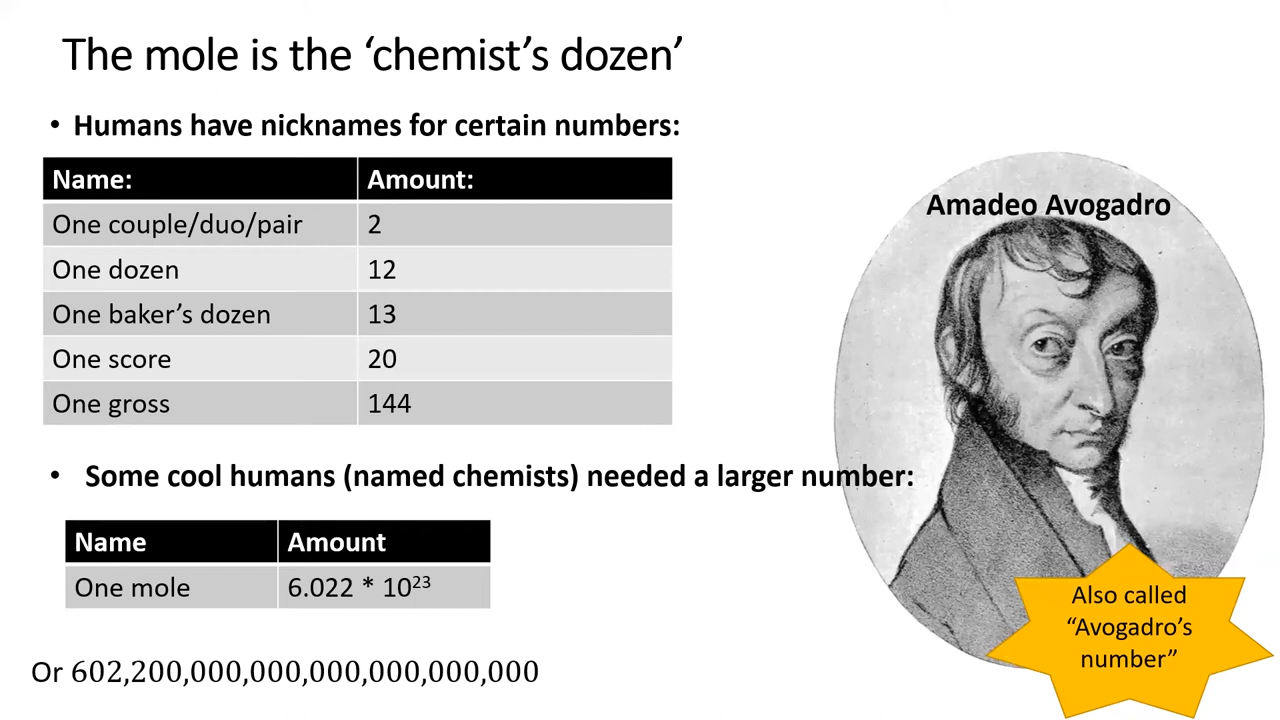 The mole is the ‘chemist’s dozen’
• Humans have nicknames for certain numbers:
Name: Amount:
One couple/duo/pair 2
One dozen 12
One baker’s dozen 13
One score 20
One gross 144
Amadeo Avogadro
• Some cool humans (named chemists) needed a larger number:
Name Amount
One mole 6.022 * 10²³
Or 602,200,000,000,000,000,000,000
Also called
“Avogadro’s
number”